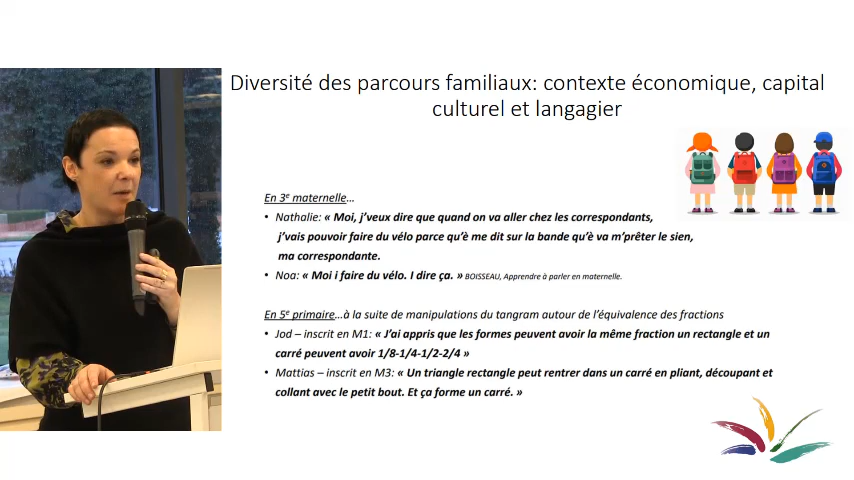 Diversité des parcours familiaux: contexte économique, capital
culturel et langagier
En 3e maternelle…
• Nathalie: « Moi, j'veux dire que quand on va aller chez les correspondants,
j'vais pouvoir faire du vélo parce qu'è me dit sur la bande qu'è va m'prêter le sien,
ma correspondante.
• Noa: « Moi i faire du vélo. I dire ça. » BOISSEAU, Apprendre à parler en maternelle.
En 5e primaire…à la suite de manipulations du tangram autour de l'équivalence des fractions
• Jod – inscrit en M1: « J'ai appris que les formes peuvent avoir la même fraction un rectangle et un
carré peuvent avoir 1/8-1/4-1/2-2/4 »
• Mattias – inscrit en M3: « Un triangle rectangle peut rentrer dans un carré en pliant, découpant et
collant avec le petit bout. Et ça forme un carré. »